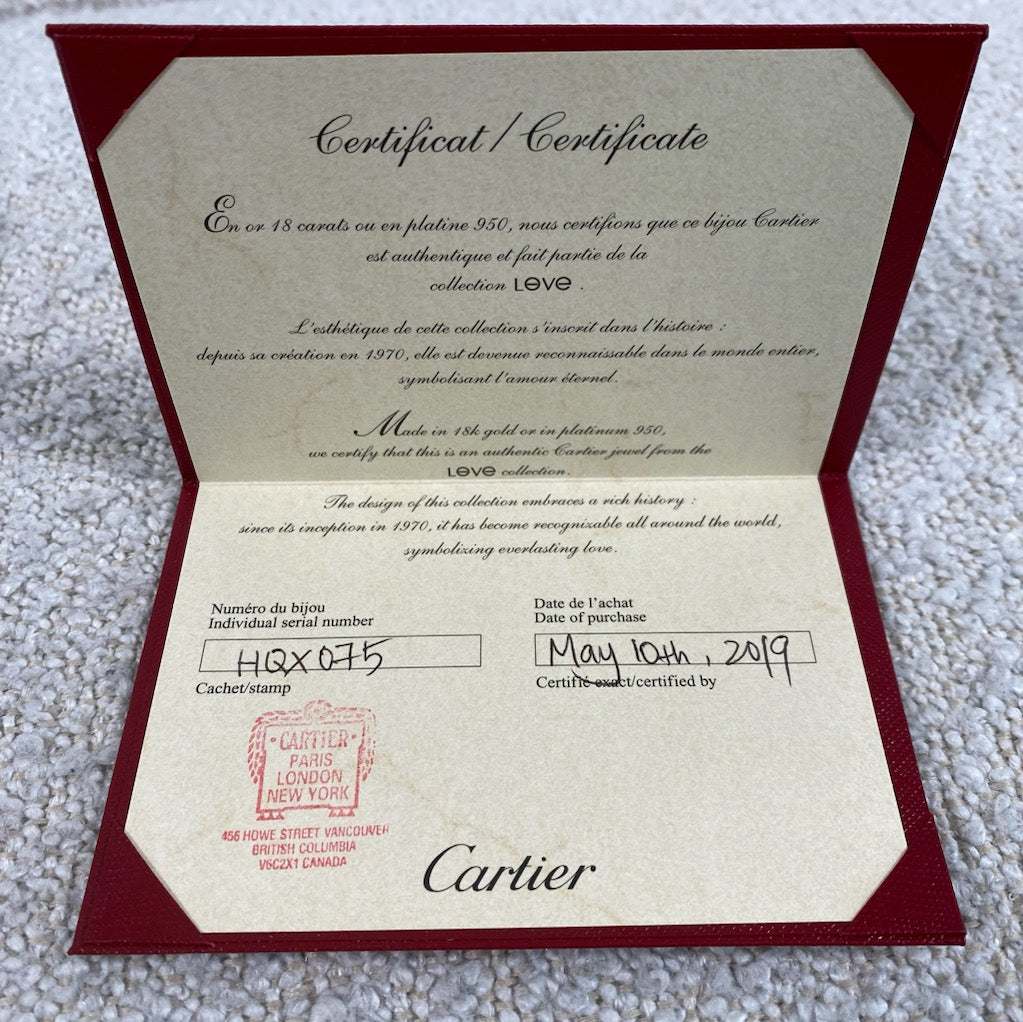 Certificat / Certificate
En or 18 carats ou en platine 950, nous certifions que ce bijou Cartier
est authentique et fait partie de la
collection LOVE .
L'esthétique de cette collection s'inscrit dans l'histoire :
depuis sa création en 1970, elle est devenue reconnaissable dans le monde entier,
symbolisant l'amour éternel.
Made in 18k gold or in platinum 950,
we certify that this is an authentic Cartier jewel from the
LOVE collection.
The design of this collection embraces a rich history :
since its inception in 1970, it has become recognizable all around the world,
symbolizing everlasting love.
Numéro du bijou
Individual serial number
HQX075
Date de l'achat
Date of purchase
May 10th, 2019
Cachet/stamp
Certifié exact/certified by
CARTIER
PARIS
LONDON
NEW YORK
456 HOWE STREET VANCOUVER
BRITISH COLUMBIA
V6C2X1 CANADA
Cartier